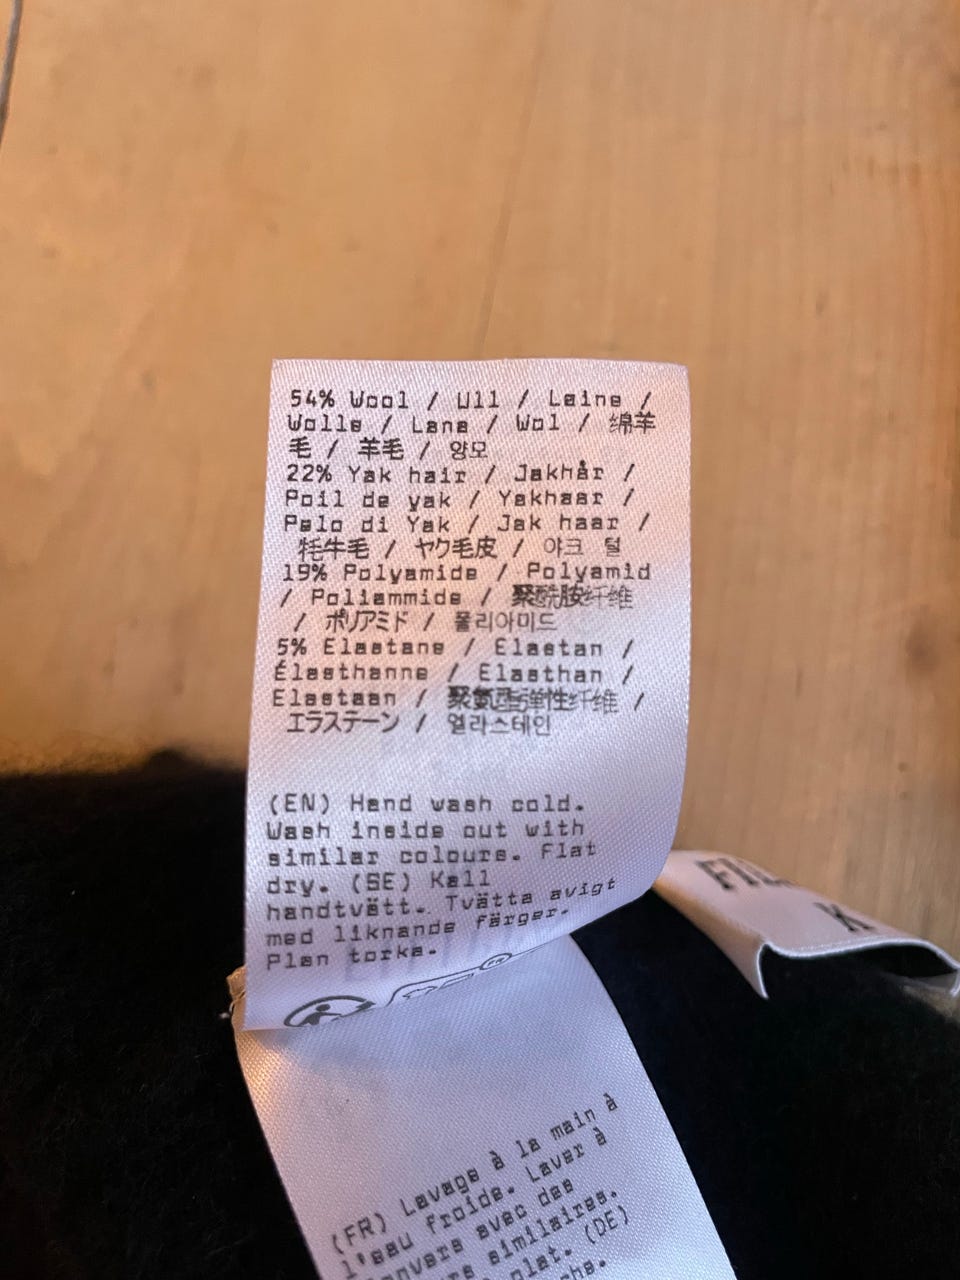 54% Wool / Ull / Laine /
Wolle / Lana / Wol / 绵羊
毛 / 羊毛 / 양모
22% Yak hair / Jakhår /
Poil de yak / Yakhaar /
Pelo di Yak / Jak haar /
牦牛毛 / ヤク毛皮 / 야크 털
19% Polyamide / Polyamid
/ Poliammide / 聚酰胺纤维
/ ポリアミド / 폴리아미드
5% Elastane / Elastan /
Élasthanne / Elasthan /
Elastaan / 聚氨酯弹性纤维 /
エラステーン / 엘라스테인
(EN) Hand wash cold.
Wash inside out with
similar colours. Flat
dry. (SE) Kall
handtvätt. Tvätta avigt
med liknande färger.
Plan torka.
(FR) Lavage à la main à
l'eau froide. Laver à
avec des
similaires.
plat. (DE)
K